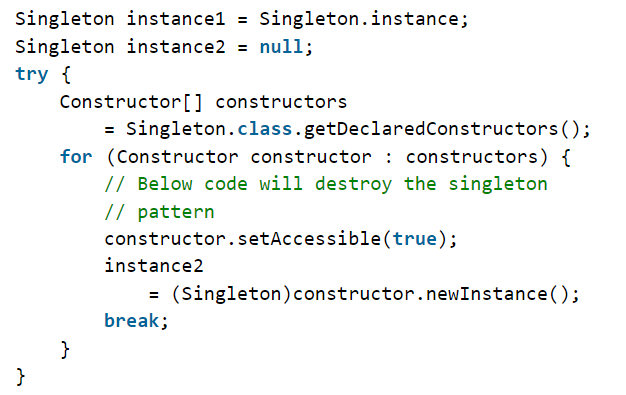 Singleton instance1 = Singleton.instance;
Singleton instance2 = null;
try {
    Constructor[] constructors
        = Singleton.class.getDeclaredConstructors();
    for (Constructor constructor : constructors) {
        // Below code will destroy the singleton
        // pattern
        constructor.setAccessible(true);
        instance2
            = (Singleton)constructor.newInstance();
        break;
    }
}